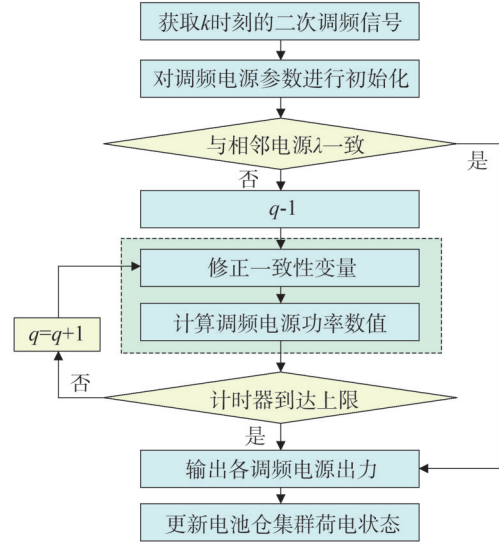 获取k时刻的二次调频信号
对调频电源参数进行初始化
与相邻电源λ一致
是
否
q-1
修正一致性变量
q=q+1
计算调频电源功率数值
否
计时器到达上限
是
输出各调频电源出力
更新电池仓集群荷电状态